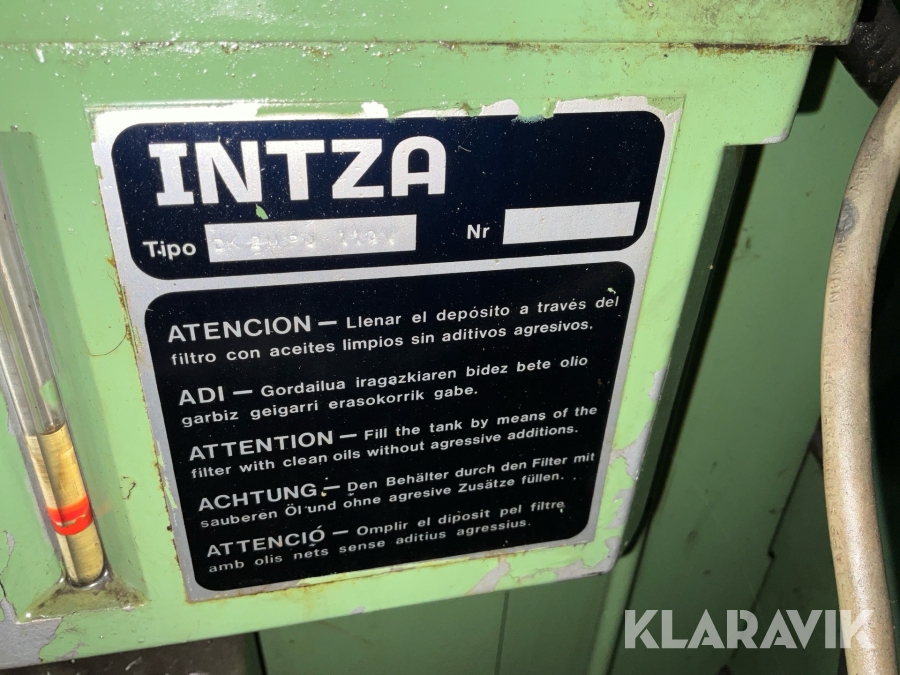 INTZA
Tipo
Nr
ATENCION — Llenar el depósito a través del
filtro con aceites limpios sin aditivos agresivos.
ADI — Gordailua iragazkiaren bidez bete olio
garbiz geigarri erasokorrik gabe.
ATTENTION — Fill the tank by means of the
filter with clean oils without agressive additions.
ACHTUNG — Den Behälter durch den Filter mit
sauberen Öl und ohne agresive Zusätze füllen.
ATTENCIÓ — Omplir el diposit pel filtre
amb olis nets sense aditius agressius.
KLARAVIK